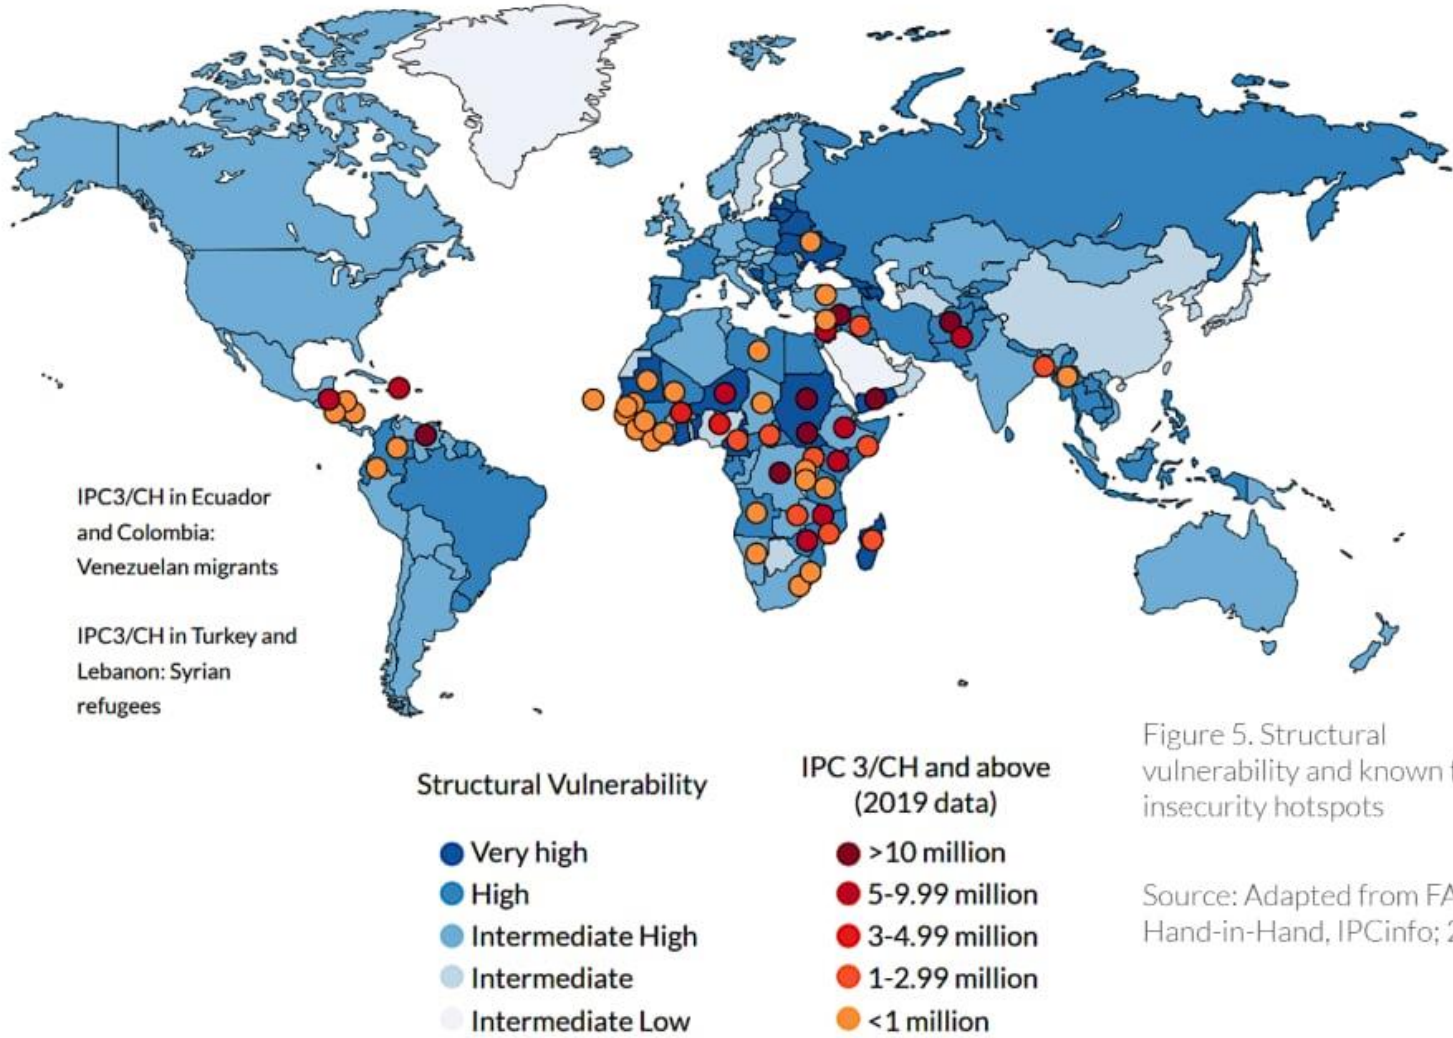 IPC3/CH in Ecuador
and Colombia:
Venezuelan migrants
IPC3/CH in Turkey and
Lebanon: Syrian
refugees
Structural Vulnerability
Very high
High
Intermediate High
Intermediate
Intermediate Low
IPC 3/CH and above
(2019 data)
>10 million
5-9.99 million
3-4.99 million
1-2.99 million
<1 million
Figure 5. Structural
vulnerability and known
insecurity hotspots
Source: Adapted from
Hand-in-Hand, IPCinfo;